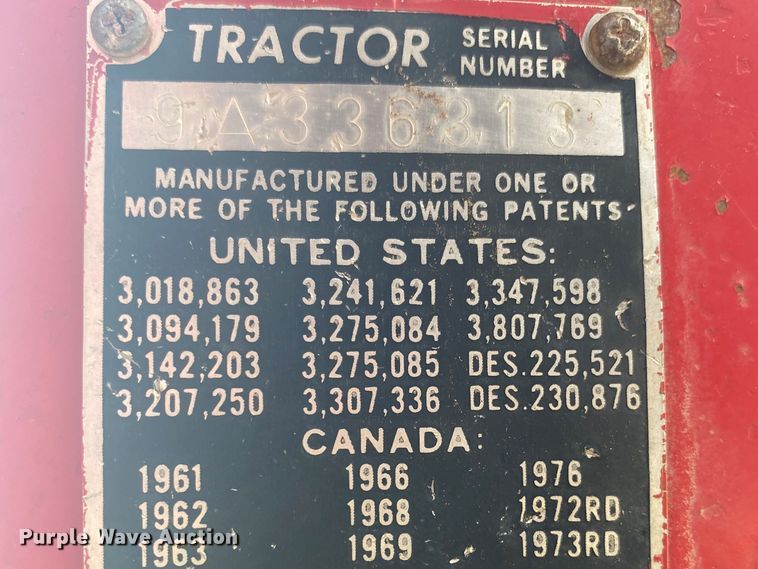 TRACTOR SERIAL NUMBER
9A336313
MANUFACTURED UNDER ONE OR
MORE OF THE FOLLOWING PATENTS
UNITED STATES:
3,018,863 3,241,621 3,347,598
3,094,179 3,275,084 3,807,769
3,142,203 3,275,085 DES.225,521
3,207,250 3,307,336 DES.230,876
CANADA:
1961 1966 1976
1962 1968 1972RD
1963 1969 1973RD
Purple Wave Auction